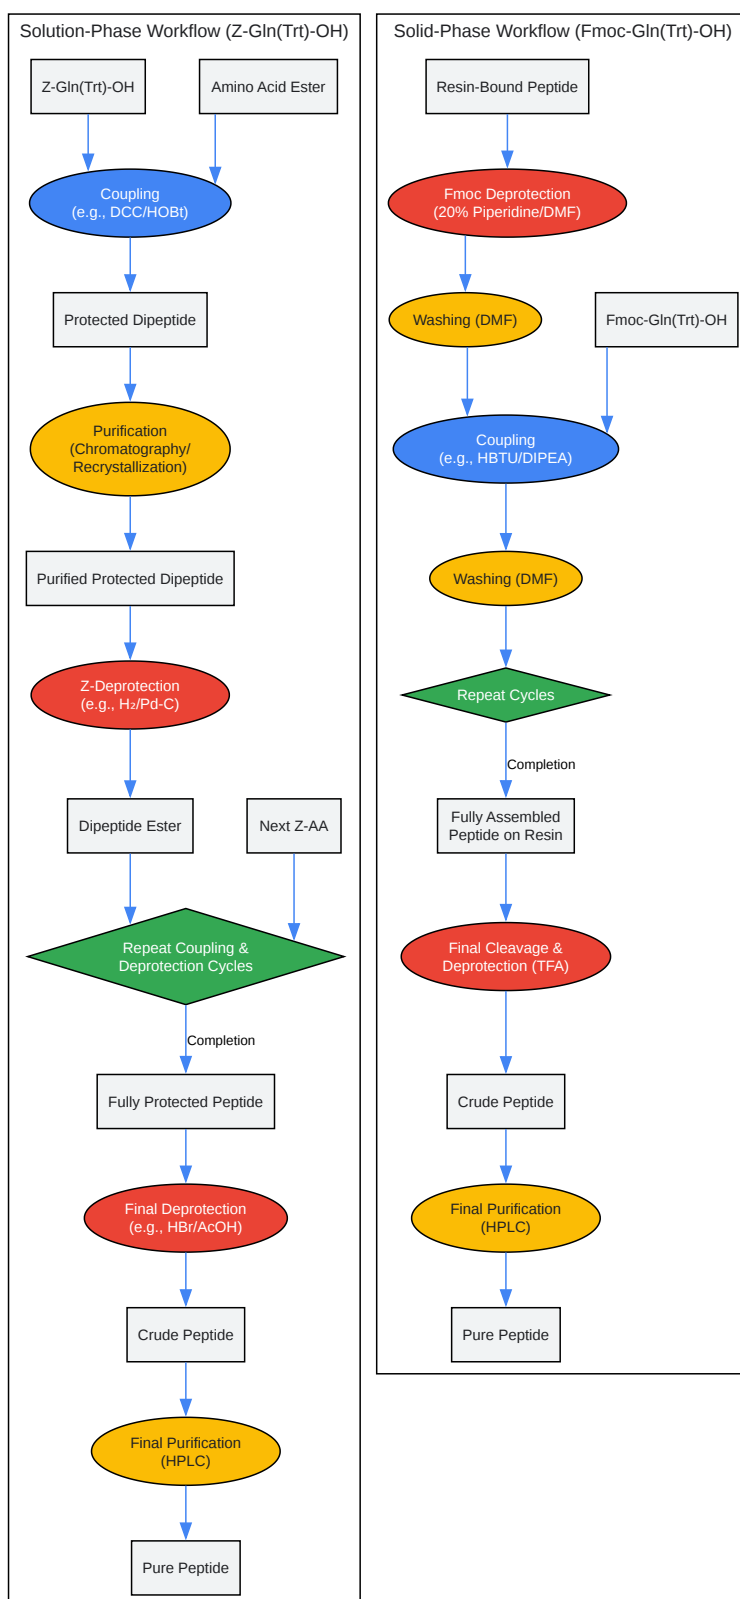 Solution-Phase Workflow (Z-Gln(Trt)-OH)
Z-Gln(Trt)-OH
Amino Acid Ester
Coupling
(e.g., DCC/HOBt)
Protected Dipeptide
Purification
(Chromatography/
Recrystallization)
Purified Protected Dipeptide
Z-Deprotection
(e.g., H₂/Pd-C)
Dipeptide Ester
Next Z-AA
Repeat Coupling &
Deprotection Cycles
Completion
Fully Protected Peptide
Final Deprotection
(e.g., HBr/AcOH)
Crude Peptide
Final Purification
(HPLC)
Pure Peptide
Solid-Phase Workflow (Fmoc-Gln(Trt)-OH)
Resin-Bound Peptide
Fmoc Deprotection
(20% Piperidine/DMF)
Washing (DMF)
Fmoc-Gln(Trt)-OH
Coupling
(e.g., HBTU/DIPEA)
Washing (DMF)
Repeat Cycles
Completion
Fully Assembled
Peptide on Resin
Final Cleavage &
Deprotection (TFA)
Crude Peptide
Final Purification
(HPLC)
Pure Peptide